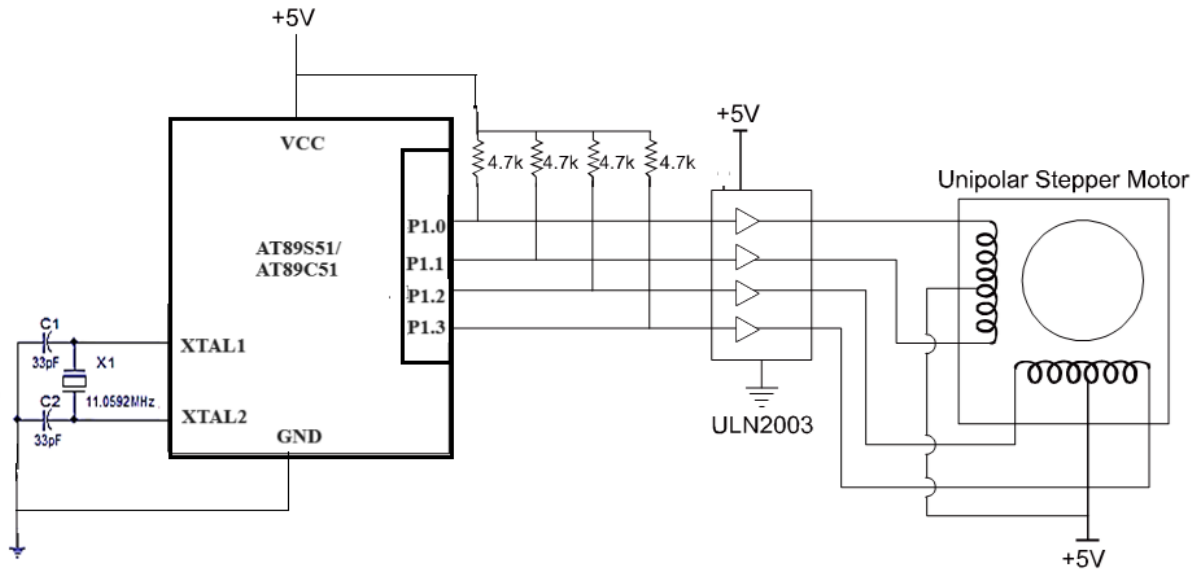 +5V
VCC
4.7k
4.7k
4.7k
4.7k
+5V
Unipolar Stepper Motor
AT89S51/
AT89C51
P1.0
P1.1
P1.2
P1.3
C1
33pF
X1
11.0592MHz
C2
33pF
XTAL1
XTAL2
GND
ULN2003
+5V